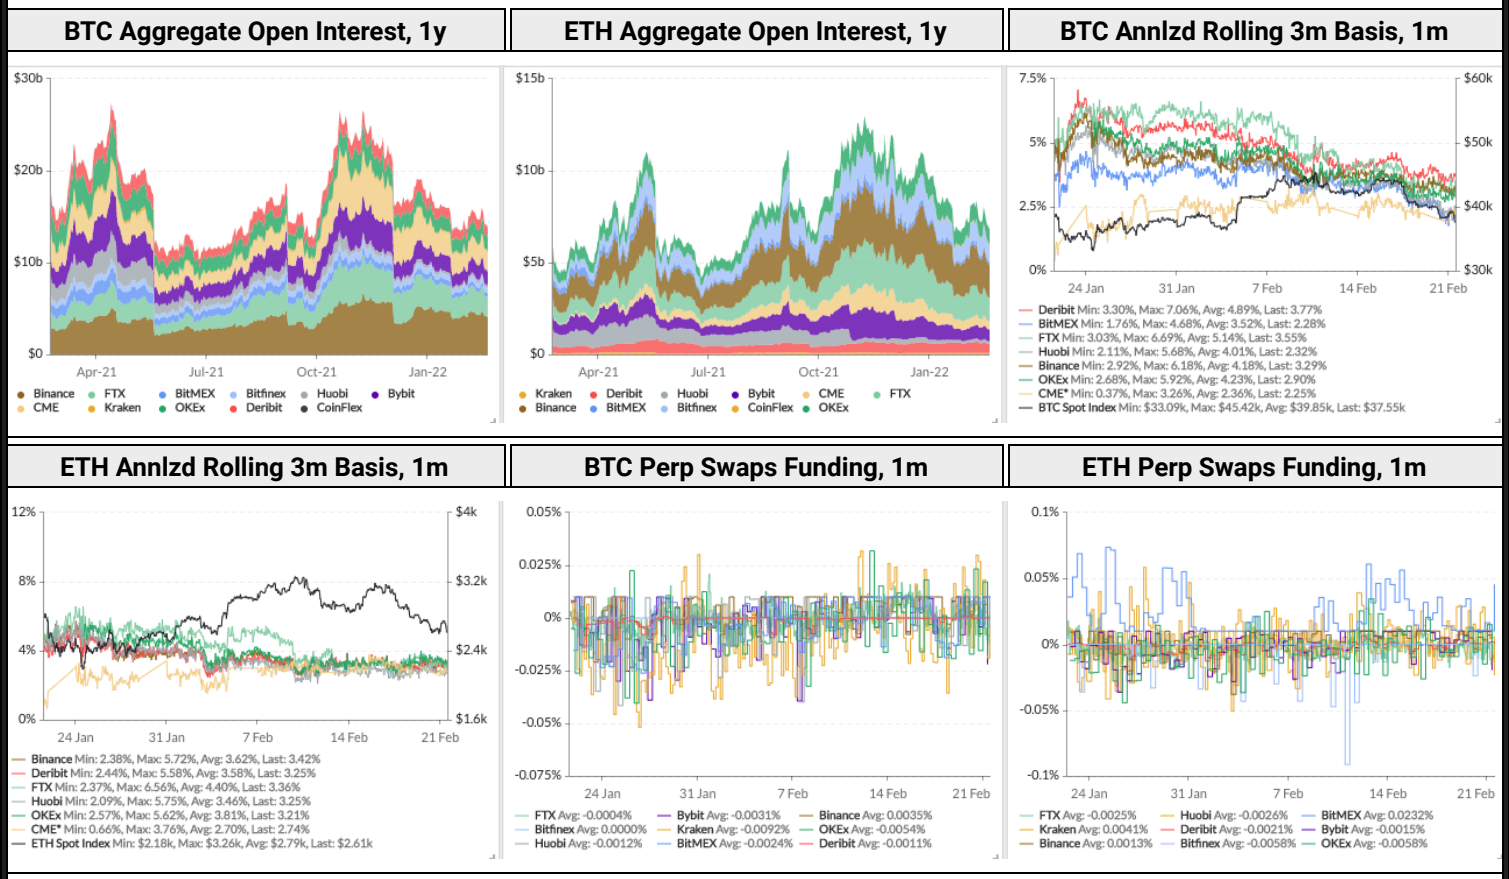 BTC Aggregate Open Interest, 1y
$30b
$20b
$10b
$0
Apr-21 Jul-21 Oct-21 Jan-22
Binance FTX BitMEX Bitfinex Huobi Bybit
CME Kraken OKEx Deribit CoinFlex
ETH Aggregate Open Interest, 1y
$15b
$10b
$5b
$0
Apr-21 Jul-21 Oct-21 Jan-22
Kraken Deribit Huobi Bybit CME FTX
Binance BitMEX Bitfinex CoinFlex OKEx
BTC Annlzd Rolling 3m Basis, 1m
7.5% $60k
5% $50k
2.5% $40k
0% $30k
24 Jan 31 Jan 7 Feb 14 Feb 21 Feb
Deribit Min: 3.30%, Max: 7.06%, Avg: 4.89%, Last: 3.77%
BitMEX Min: 1.76%, Max: 4.68%, Avg: 3.52%, Last: 2.28%
FTX Min: 3.03%, Max: 6.69%, Avg: 5.14%, Last: 3.55%
Huobi Min: 2.11%, Max: 5.68%, Avg: 4.01%, Last: 2.32%
Binance Min: 2.92%, Max: 6.18%, Avg: 4.18%, Last: 3.29%
OKEx Min: 2.68%, Max: 5.92%, Avg: 4.23%, Last: 2.90%
CME* Min: 0.37%, Max: 3.26%, Avg: 2.36%, Last: 2.25%
BTC Spot Index Min: $33.09k, Max: $45.42k, Avg: $39.85k, Last: $37.55k
ETH Annlzd Rolling 3m Basis, 1m
12% $4k
8% $3.2k
4% $2.4k
0% $1.6k
24 Jan 31 Jan 7 Feb 14 Feb 21 Feb
Binance Min: 2.38%, Max: 5.72%, Avg: 3.62%, Last: 3.42%
Deribit Min: 2.44%, Max: 5.58%, Avg: 3.58%, Last: 3.25%
FTX Min: 2.37%, Max: 6.56%, Avg: 4.40%, Last: 3.36%
Huobi Min: 2.09%, Max: 5.75%, Avg: 3.46%, Last: 3.25%
OKEx Min: 2.57%, Max: 5.62%, Avg: 3.81%, Last: 3.21%
CME* Min: 0.66%, Max: 3.76%, Avg: 2.70%, Last: 2.74%
ETH Spot Index Min: $2.18k, Max: $3.26k, Avg: $2.79k, Last: $2.61k
BTC Perp Swaps Funding, 1m
0.05%
0.025%
0%
-0.025%
-0.05%
-0.075%
24 Jan 31 Jan 7 Feb 14 Feb 21 Feb
FTX Avg: -0.0004% Bybit Avg: -0.0031% Binance Avg: 0.0035%
Bitfinex Avg: 0.0000% Kraken Avg: -0.0092% OKEx Avg: -0.0054%
Huobi Avg: -0.0012% BitMEX Avg: -0.0024% Deribit Avg: -0.0011%
ETH Perp Swaps Funding, 1m
0.1%
0.05%
0%
-0.05%
-0.1%
24 Jan 31 Jan 7 Feb 14 Feb 21 Feb
FTX Avg: -0.0025% Huobi Avg: -0.0026% BitMEX Avg: 0.0232%
Kraken Avg: 0.0041% Deribit Avg: -0.0021% Bybit Avg: -0.0015%
Binance Avg: 0.0013% Bitfinex Avg: -0.0058% OKEx Avg: -0.0058%